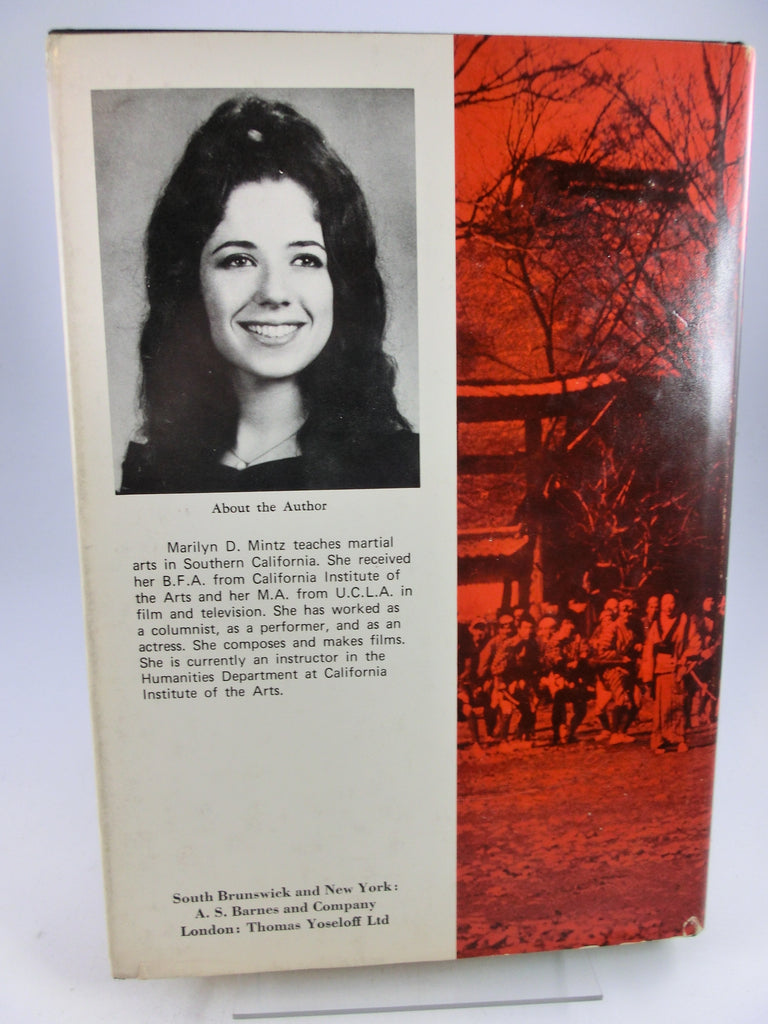 About the Author
Marilyn D. Mintz teaches martial
arts in Southern California. She received
her B.F.A. from California Institute of
the Arts and her M.A. from U.C.L.A. in
film and television. She has worked as
a columnist, as a performer, and as an
actress. She composes and makes films.
She is currently an instructor in the
Humanities Department at California
Institute of the Arts.
South Brunswick and New York:
A. S. Barnes and Company
London: Thomas Yoseloff Ltd